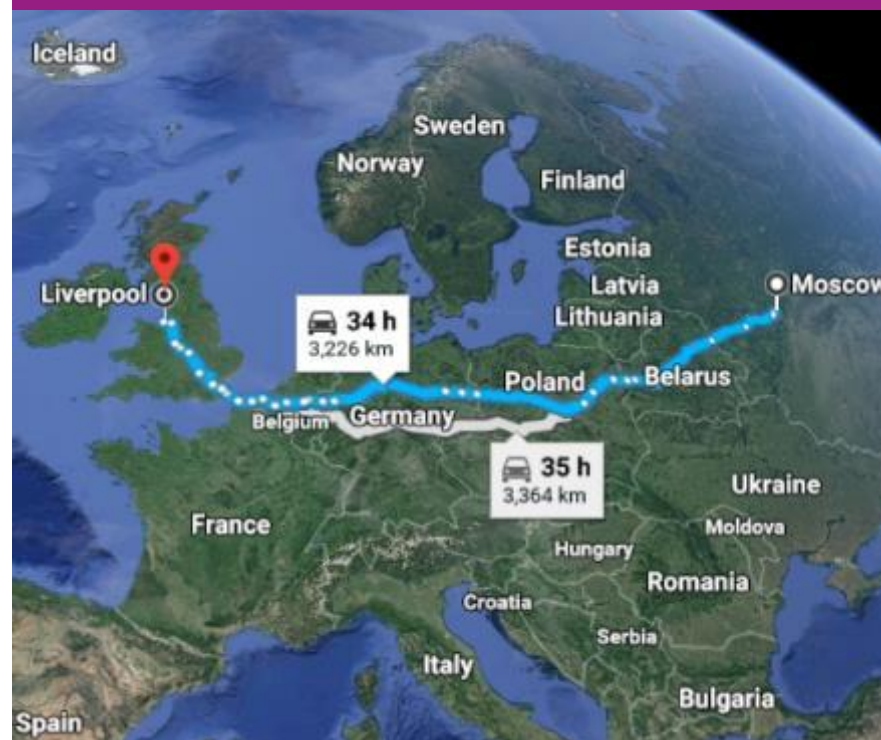 Iceland
Sweden
Norway
Finland
Estonia
Latvia
Lithuania
Moscow
Liverpool
34 h
3,226 km
Poland
Belarus
Belgium
Germany
35 h
3,364 km
Ukraine
France
Moldova
Hungary
Romania
Croatia
Serbia
Italy
Bulgaria
Spain